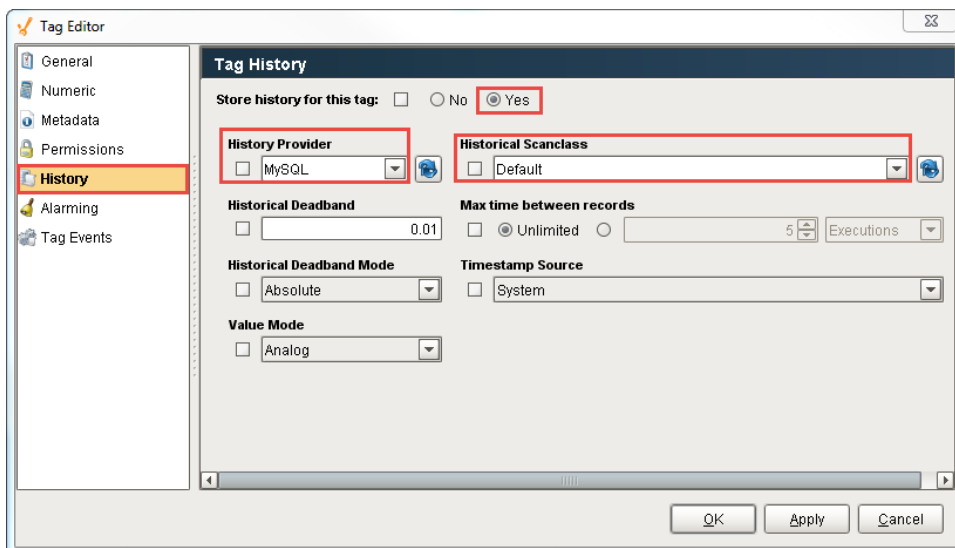 Tag Editor
General
Numeric
Metadata
Permissions
History
Alarming
Tag Events
Tag History
Store history for this tag: No Yes
History Provider Historical Scanclass
MySQL Default
Historical Deadband Max time between records
0.01 Unlimited 5 Executions
Historical Deadband Mode Timestamp Source
Absolute System
Value Mode
Analog
OK Apply Cancel